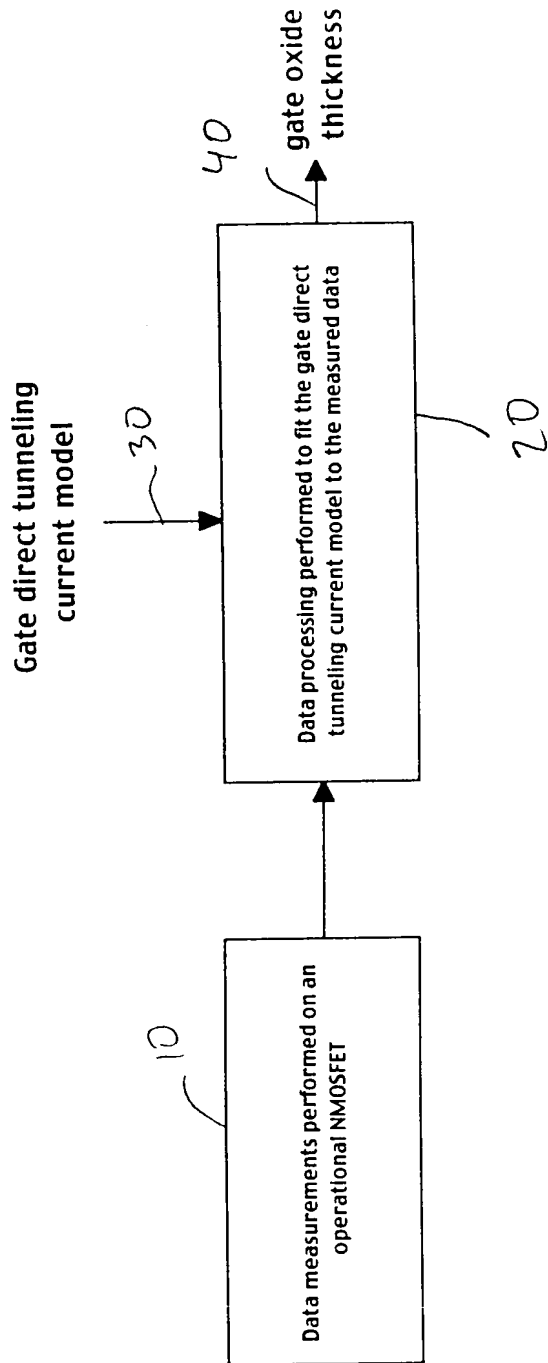 Gate direct tunneling
current model
30
10
Data measurements performed on an
operational NMOSFET
Data processing performed to fit the gate direct
tunneling current model to the measured data
20
40
gate oxide
thickness